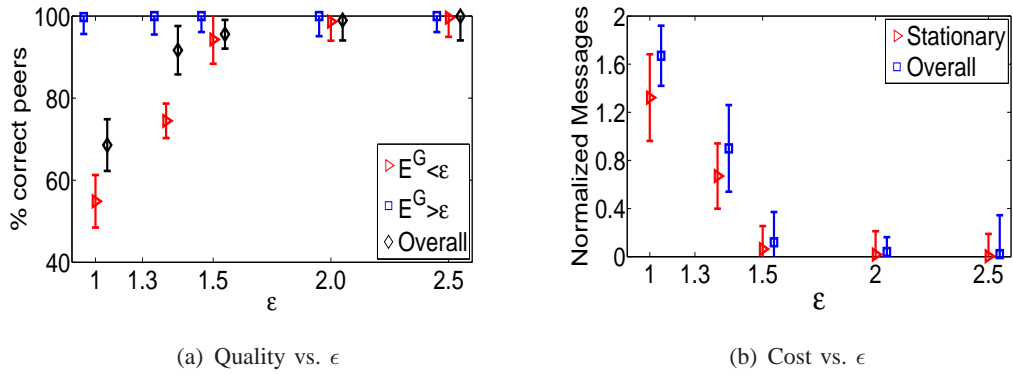 % correct peers
100
80
60
40
1 1.3 1.5 2.0 2.5
ε
E^G<ε
E^G>ε
Overall
(a) Quality vs. ϵ
Normalized Messages
2
1.6
1.2
0.8
0.4
0
1 1.3 1.5 2 2.5
ε
Stationary
Overall
(b) Cost vs. ϵ